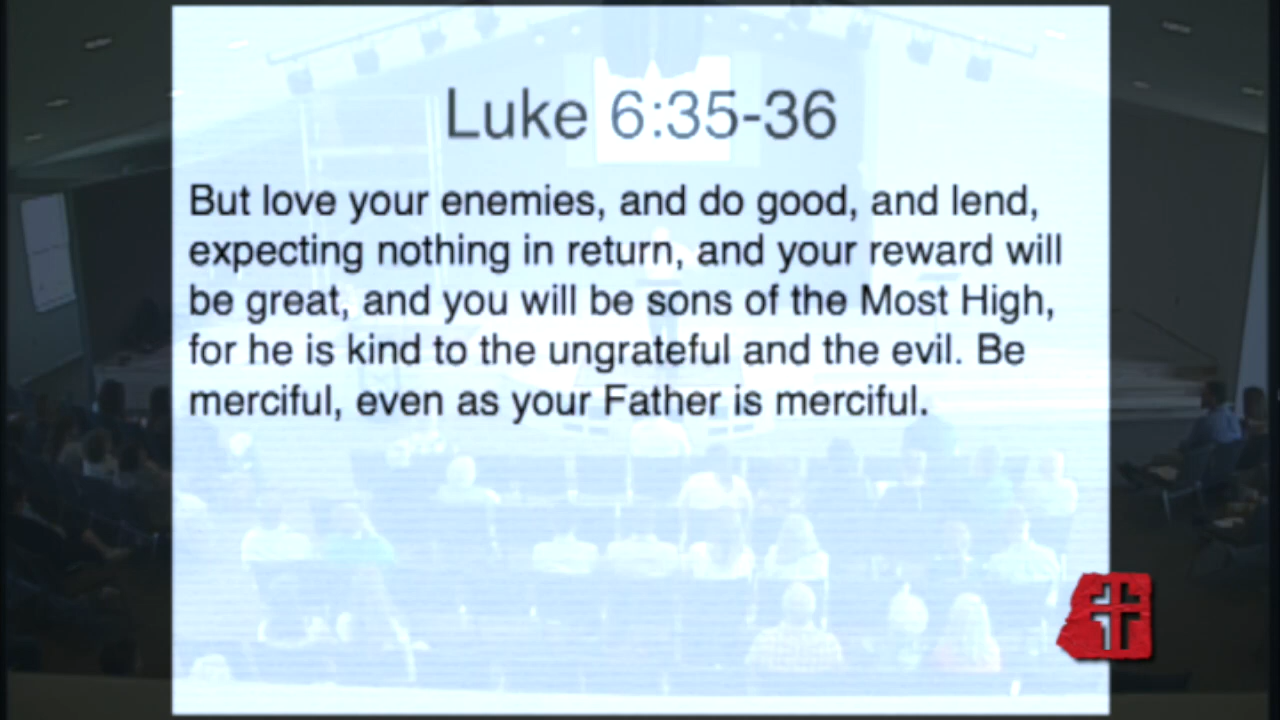 Luke 6:35-36
But love your enemies, and do good, and lend,
expecting nothing in return, and your reward will
be great, and you will be sons of the Most High,
for he is kind to the ungrateful and the evil. Be
merciful, even as your Father is merciful.